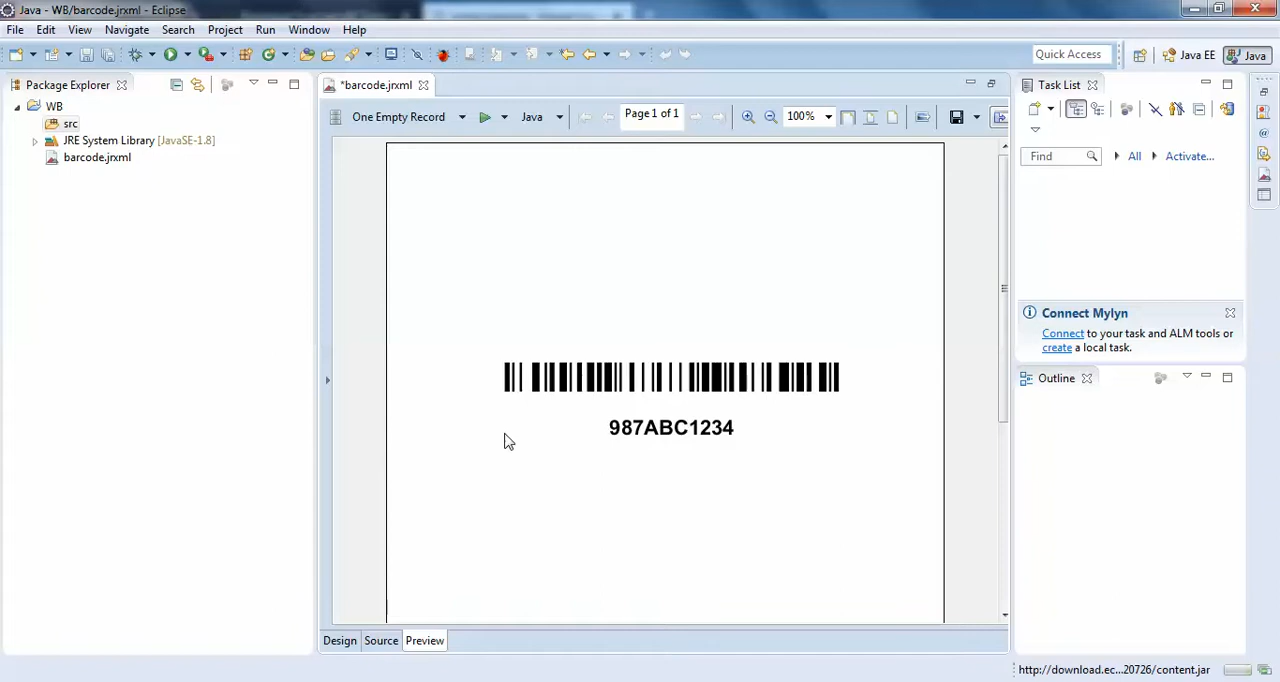 Java - WB/barcode.jrxml - Eclipse
File Edit View Navigate Search Project Run Window Help
Quick Access Java EE Java
Package Explorer
WB
src
JRE System Library [JavaSE-1.8]
barcode.jrxml
*barcode.jrxml
One Empty Record Java Page 1 of 1 100%
987ABC1234
Design Source Preview
Task List
Find All Activate...
Connect Mylyn
Connect to your task and ALM tools or
create a local task.
Outline
http://download.ec...20726/content.jar